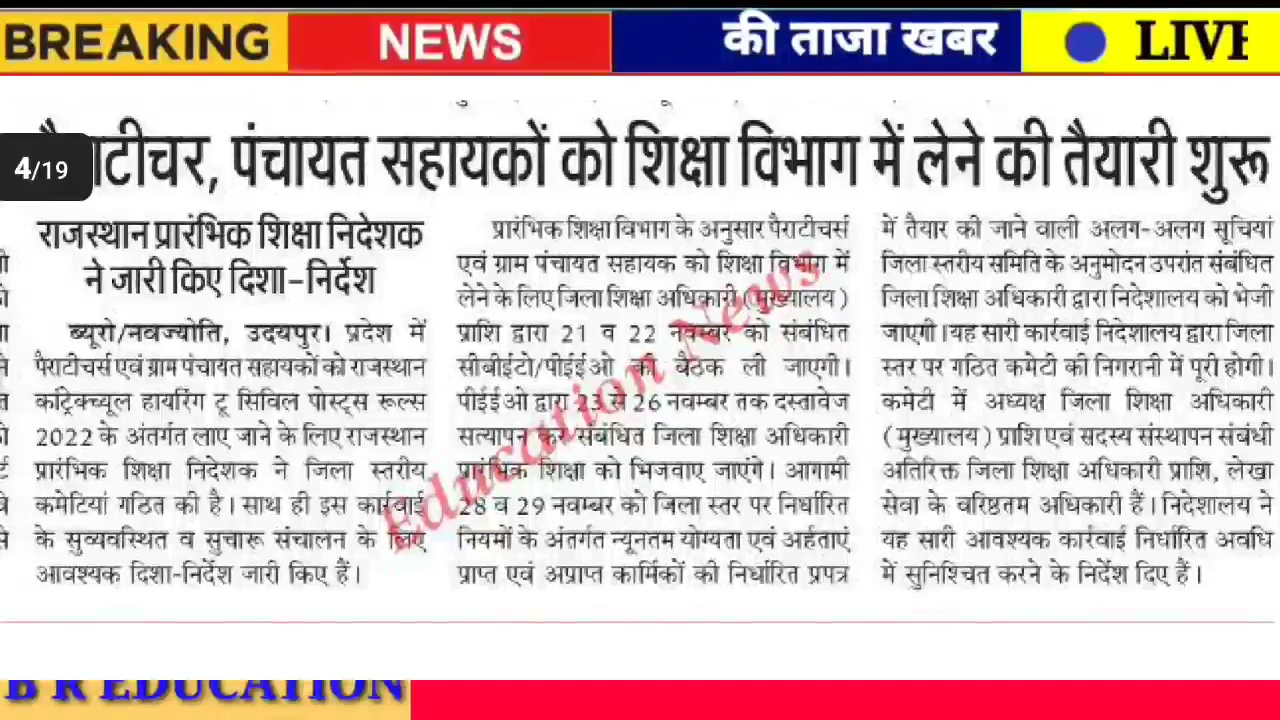 BREAKING NEWS की ताजा खबर LIVE
4/19
पैराटीचर, पंचायत सहायकों को शिक्षा विभाग में लेने की तैयारी शुरू
राजस्थान प्रारंभिक शिक्षा निदेशक
ने जारी किए दिशा-निर्देश
ब्यूरो/नवज्योति, उदयपुर। प्रदेश में
पैराटीचर्स एवं ग्राम पंचायत सहायकों को राजस्थान
कांट्रेक्च्यूल हायरिंग टू सिविल पोस्ट्स रूल्स
2022 के अंतर्गत लाए जाने के लिए राजस्थान
प्रारंभिक शिक्षा निदेशक ने जिला स्तरीय
कमेटियां गठित की है। साथ ही इस कार्रवाई
के सुव्यवस्थित व सुचारू संचालन के लिए
आवश्यक दिशा-निर्देश जारी किए हैं।
प्रारंभिक शिक्षा विभाग के अनुसार पैराटीचर्स
एवं ग्राम पंचायत सहायक को शिक्षा विभाग में
लेने के लिए जिला शिक्षा अधिकारी (मुख्यालय)
प्राशि द्वारा 21 व 22 नवम्बर को संबंधित
सीबीईटो/पीईईओ की बैठक ली जाएगी।
पीईईओ द्वारा 23 से 26 नवम्बर तक दस्तावेज
सत्यापन कर संबंधित जिला शिक्षा अधिकारी
प्रारंभिक शिक्षा को भिजवाए जाएंगे। आगामी
28 व 29 नवम्बर को जिला स्तर पर निर्धारित
नियमों के अंतर्गत न्यूनतम योग्यता एवं अर्हताएं
प्राप्त एवं अप्राप्त कार्मिकों की निर्धारित प्रपत्र
में तैयार की जाने वाली अलग-अलग सूचियां
जिला स्तरीय समिति के अनुमोदन उपरांत संबंधित
जिला शिक्षा अधिकारी द्वारा निदेशालय को भेजी
जाएगी। यह सारी कार्रवाई निदेशालय द्वारा जिला
स्तर पर गठित कमेटी की निगरानी में पूरी होगी।
कमेटी में अध्यक्ष जिला शिक्षा अधिकारी
(मुख्यालय) प्राशि एवं सदस्य संस्थापन संबंधी
अतिरिक्त जिला शिक्षा अधिकारी प्राशि, लेखा
सेवा के वरिष्ठतम अधिकारी हैं। निदेशालय ने
यह सारी आवश्यक कार्रवाई निर्धारित अवधि
में सुनिश्चित करने के निर्देश दिए हैं।
Education News
B R EDUCATION